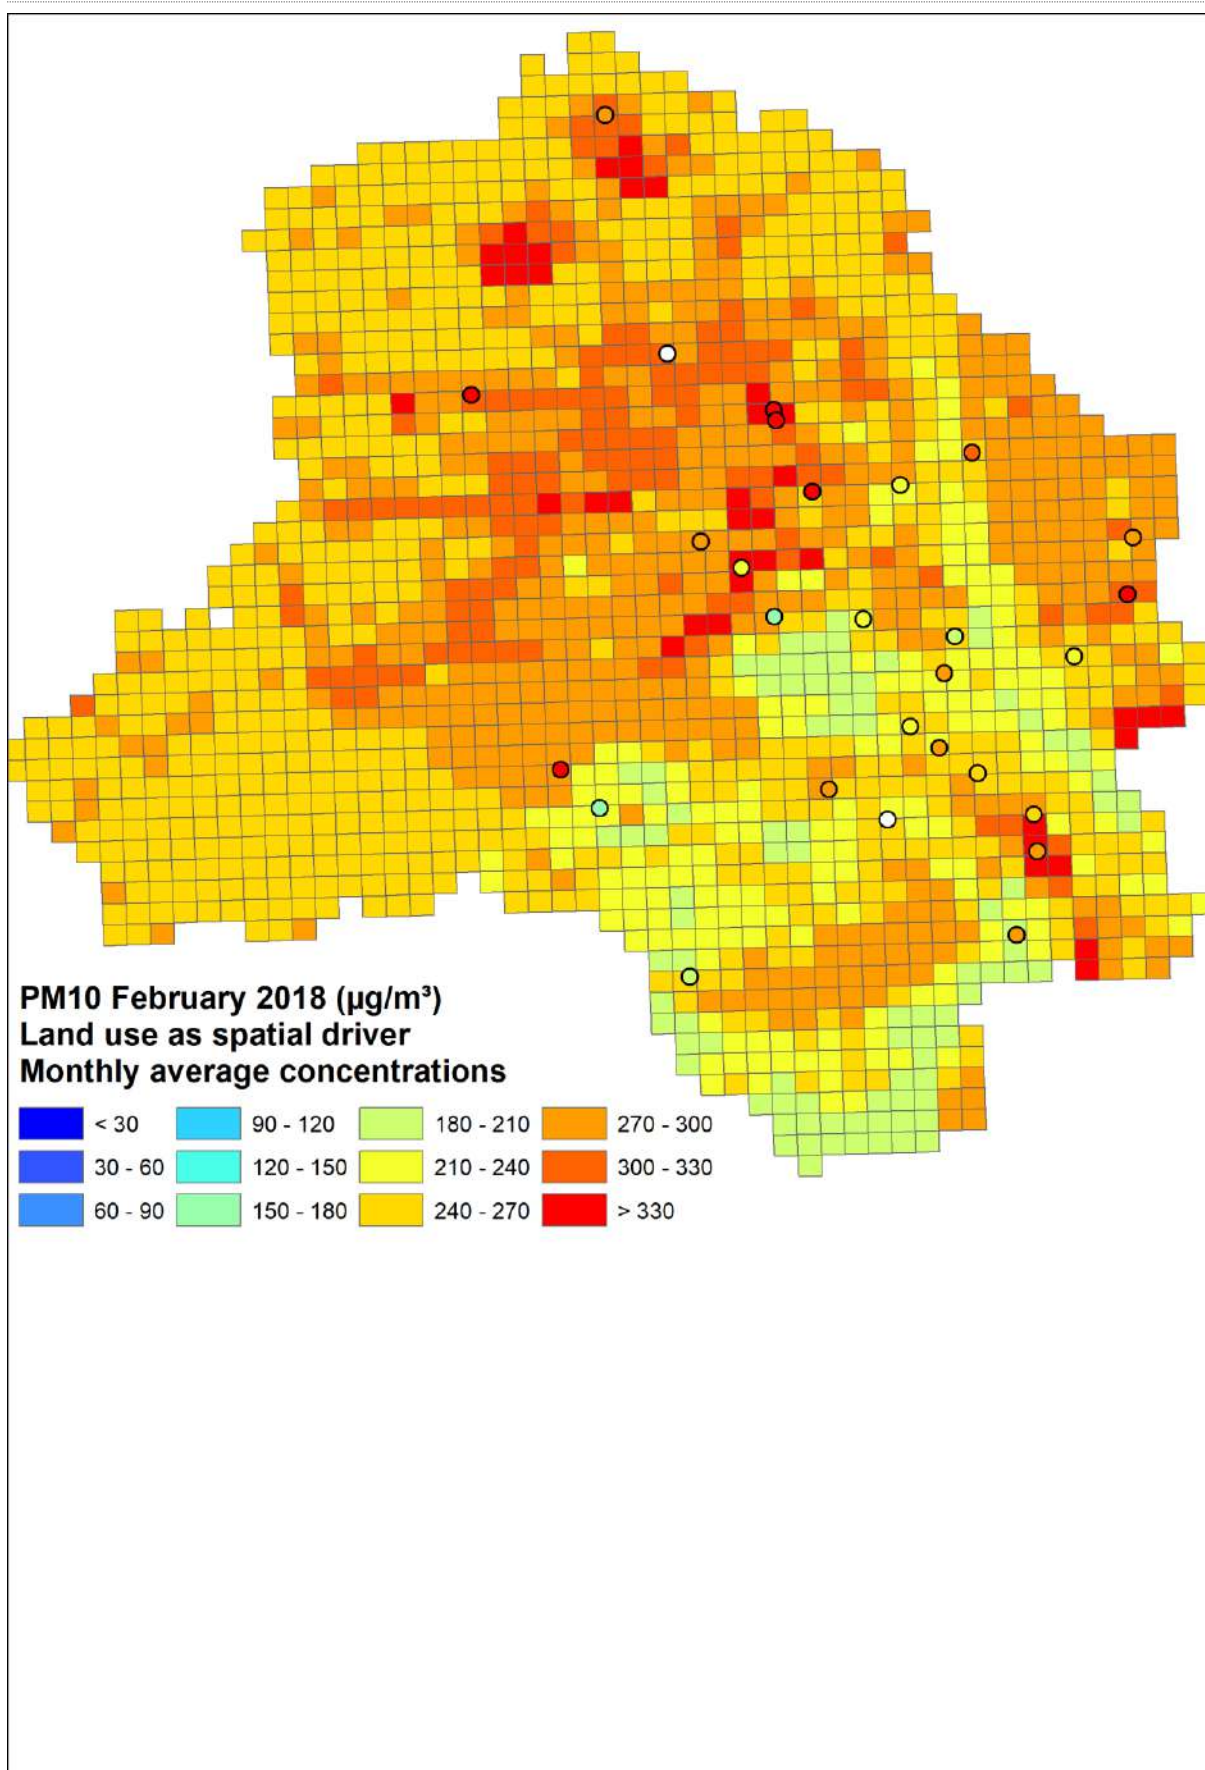 PM10 February 2018 (µg/m³)
Land use as spatial driver
Monthly average concentrations
< 30 90 - 120 180 - 210 270 - 300
30 - 60 120 - 150 210 - 240 300 - 330
60 - 90 150 - 180 240 - 270 > 330